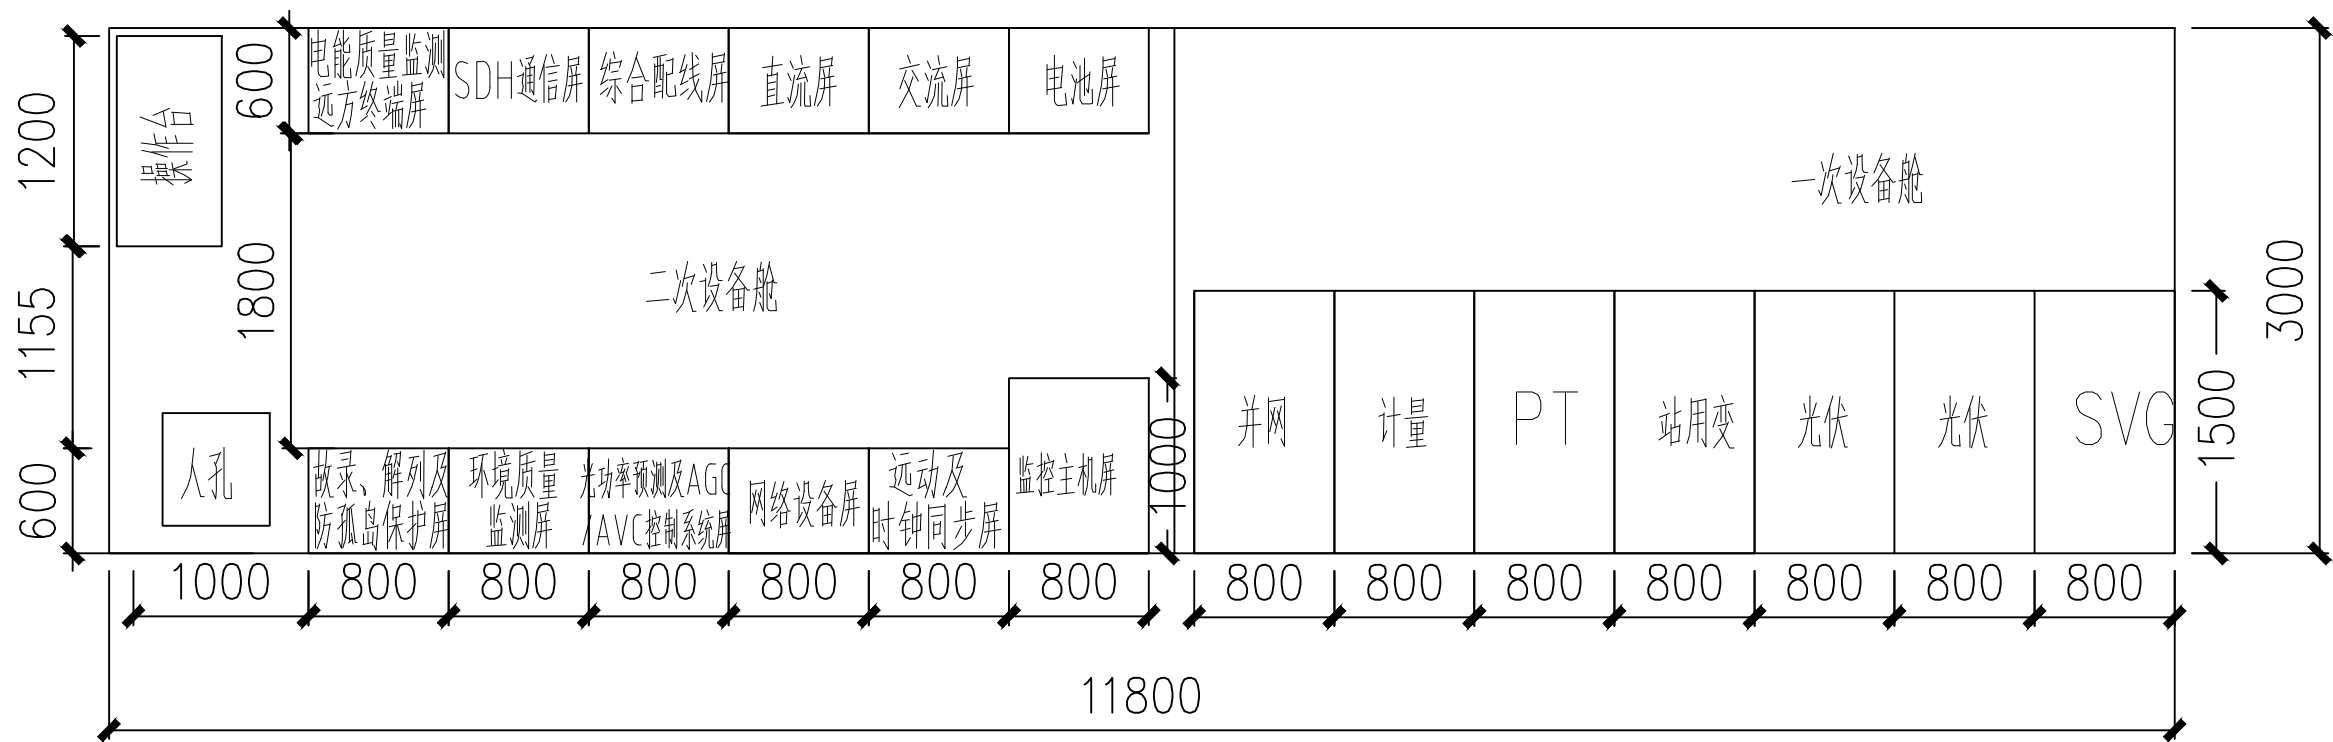 600
电能质量监测
远方终端屏
SDH通信屏
综合配线屏
直流屏
交流屏
电池屏
1200
操作台
一次设备舱
3000
1800
二次设备舱
1155
人孔
600
故录、解列及
防孤岛保护屏
环境质量
监测屏
光功率预测及AGC
/AVC控制系统屏
网络设备屏
远动及
时钟同步屏
监控主机屏
1000
并网
计量
PT
站用变
光伏
光伏
SVG
1500
1000
800
800
800
800
800
800
800
800
800
800
800
800
800
11800